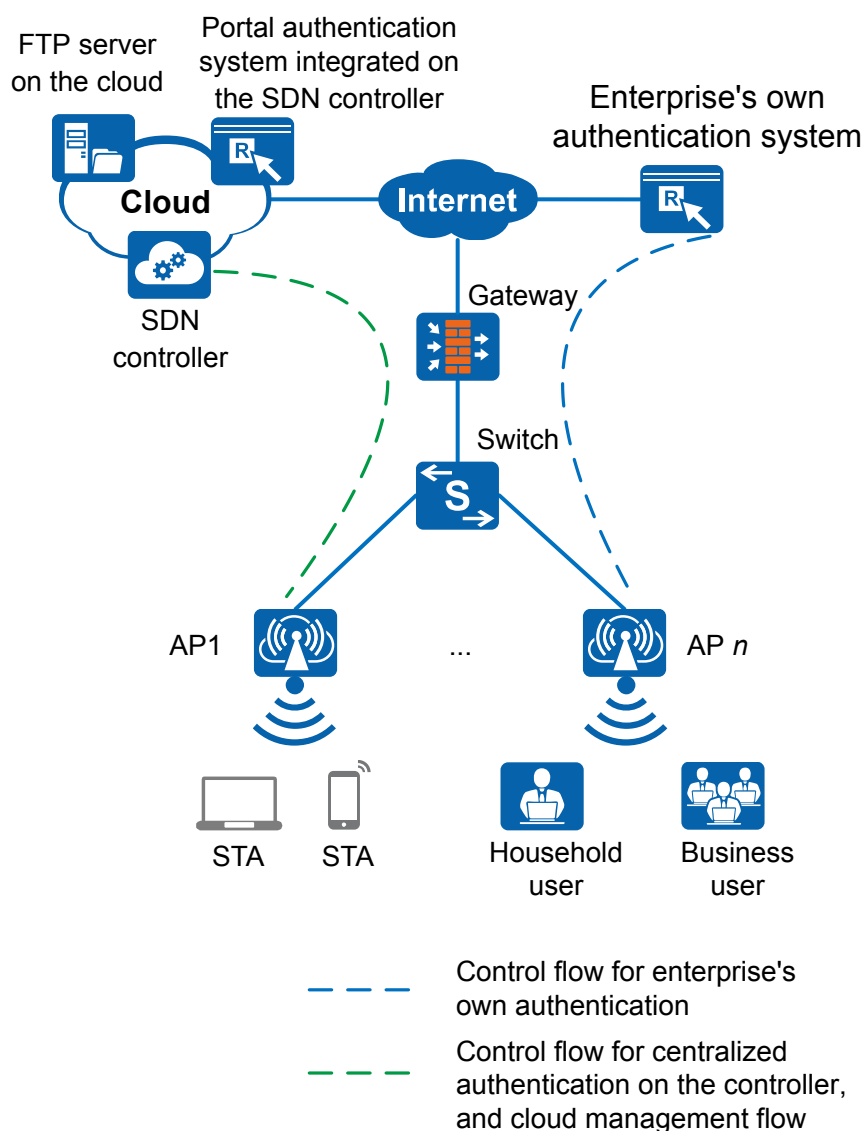 FTP server
on the cloud
Portal authentication
system integrated on
the SDN controller
Enterprise's own
authentication system
R
R
Cloud
Internet
SDN
controller
Gateway
Switch
S
AP1
...
AP n
STA
STA
Household
user
Business
user
Control flow for enterprise's
own authentication
Control flow for centralized
authentication on the controller,
and cloud management flow